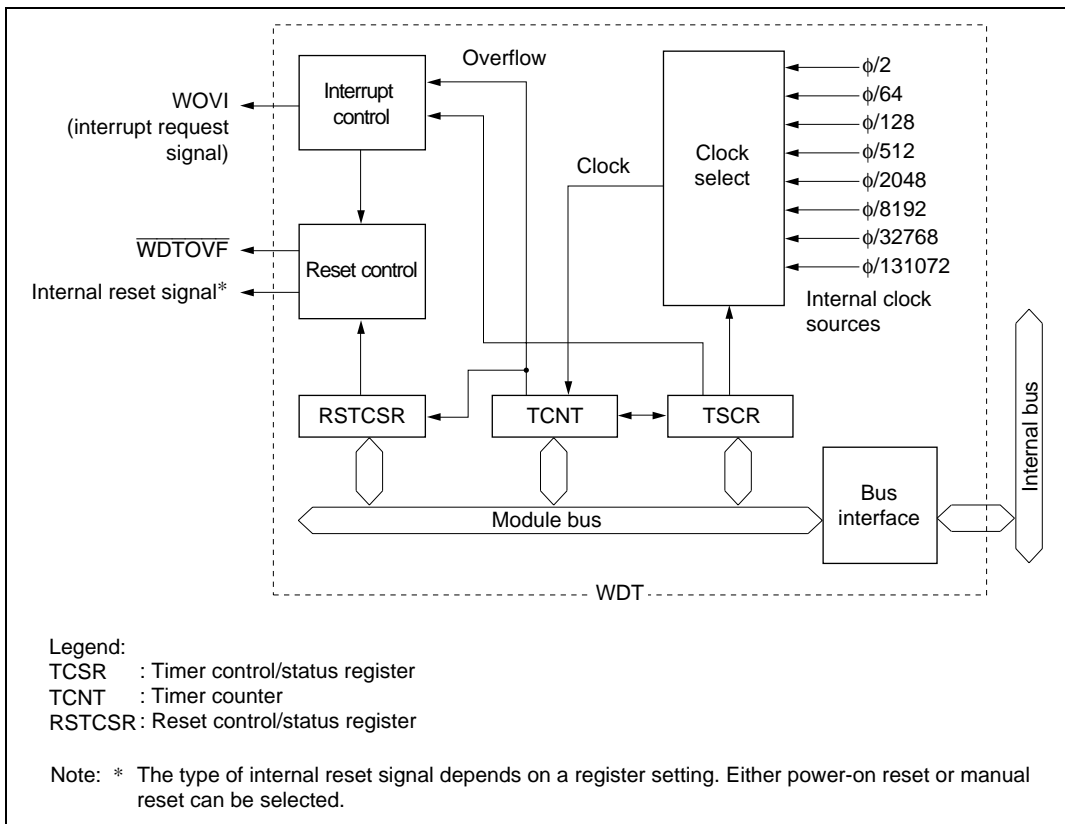 Overflow
Interrupt
control
WOVI
(interrupt request
signal)
Clock
Clock
select
ϕ/2
ϕ/64
ϕ/128
ϕ/512
ϕ/2048
ϕ/8192
ϕ/32768
ϕ/131072
Internal clock
sources
WDTOVF
Internal reset signal*
Reset control
RSTCSR
TCNT
TSCR
Module bus
Bus
interface
Internal bus
WDT
Legend:
TCSR : Timer control/status register
TCNT : Timer counter
RSTCSR : Reset control/status register
Note: * The type of internal reset signal depends on a register setting. Either power-on reset or manual
reset can be selected.